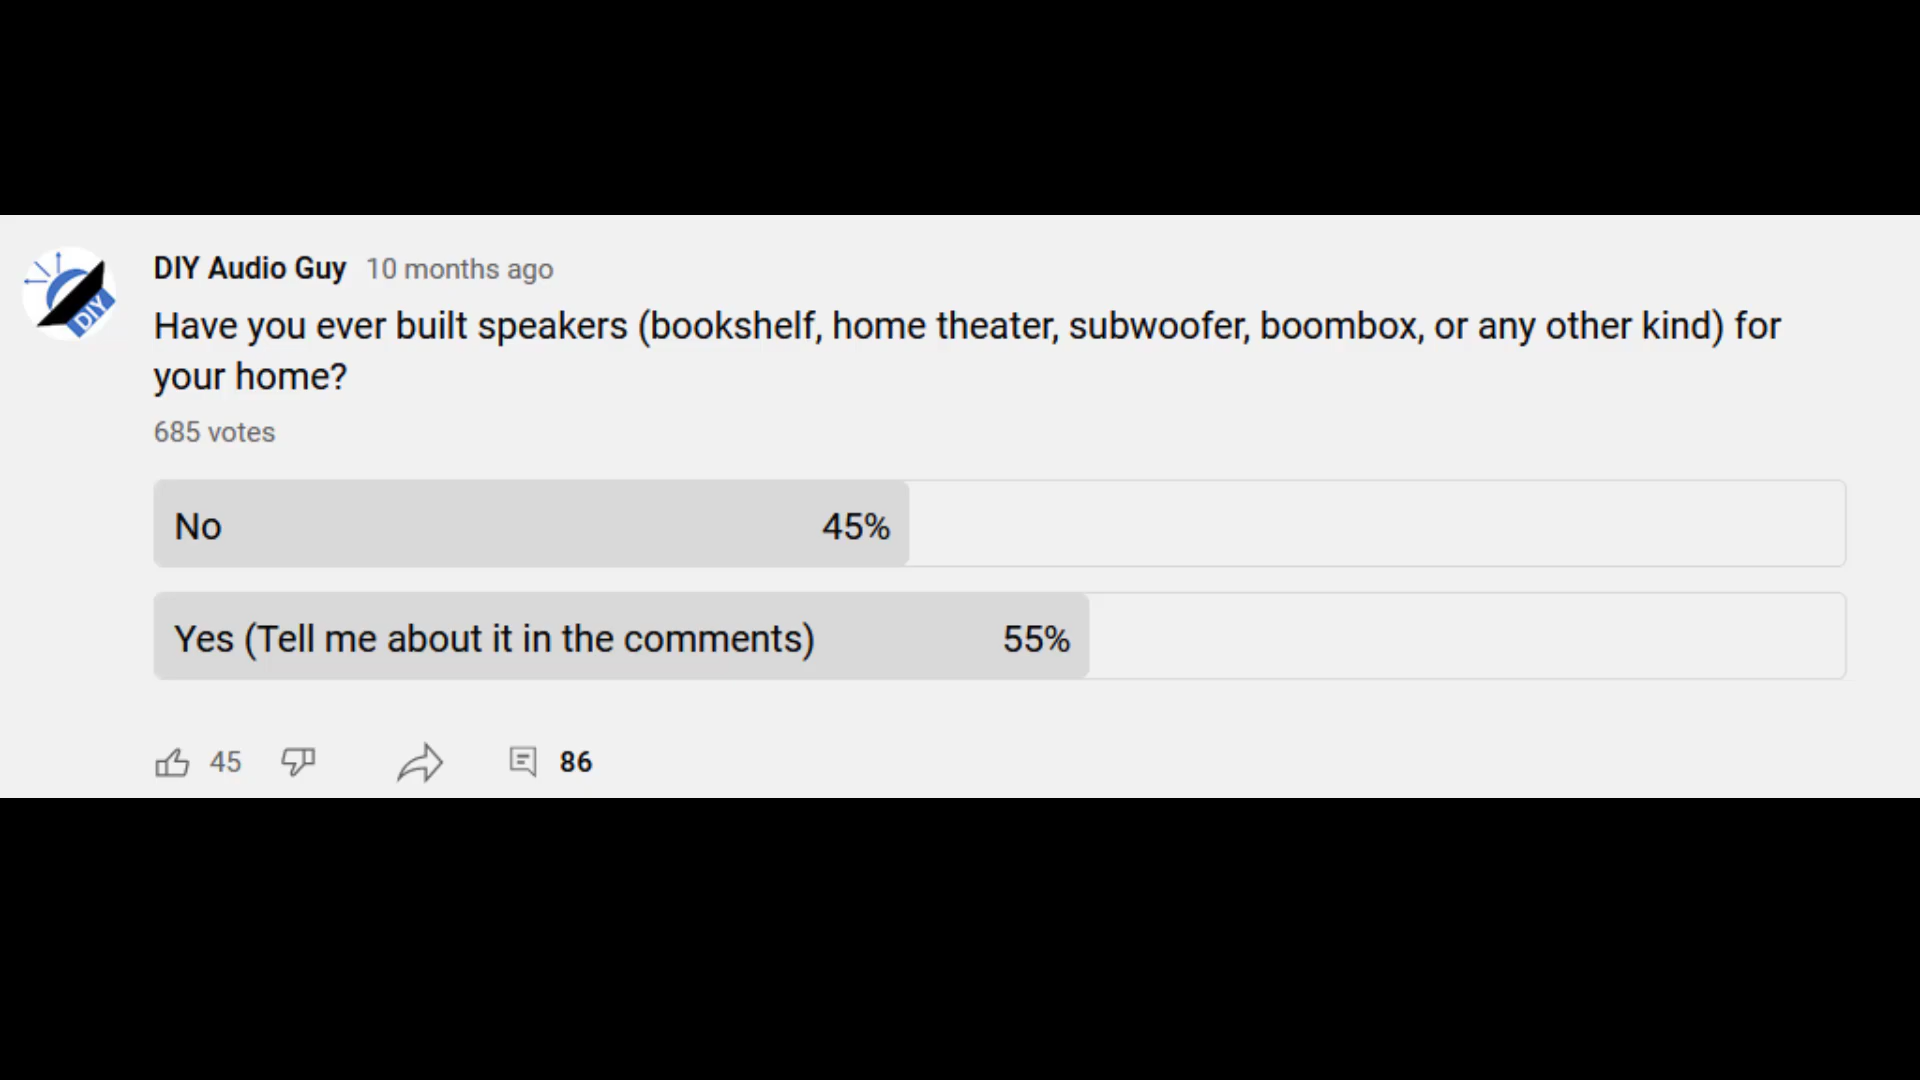 DIY Audio Guy 10 months ago
DIY
Have you ever built speakers (bookshelf, home theater, subwoofer, boombox, or any other kind) for
your home?
685 votes
No 45%
Yes (Tell me about it in the comments) 55%
45 86